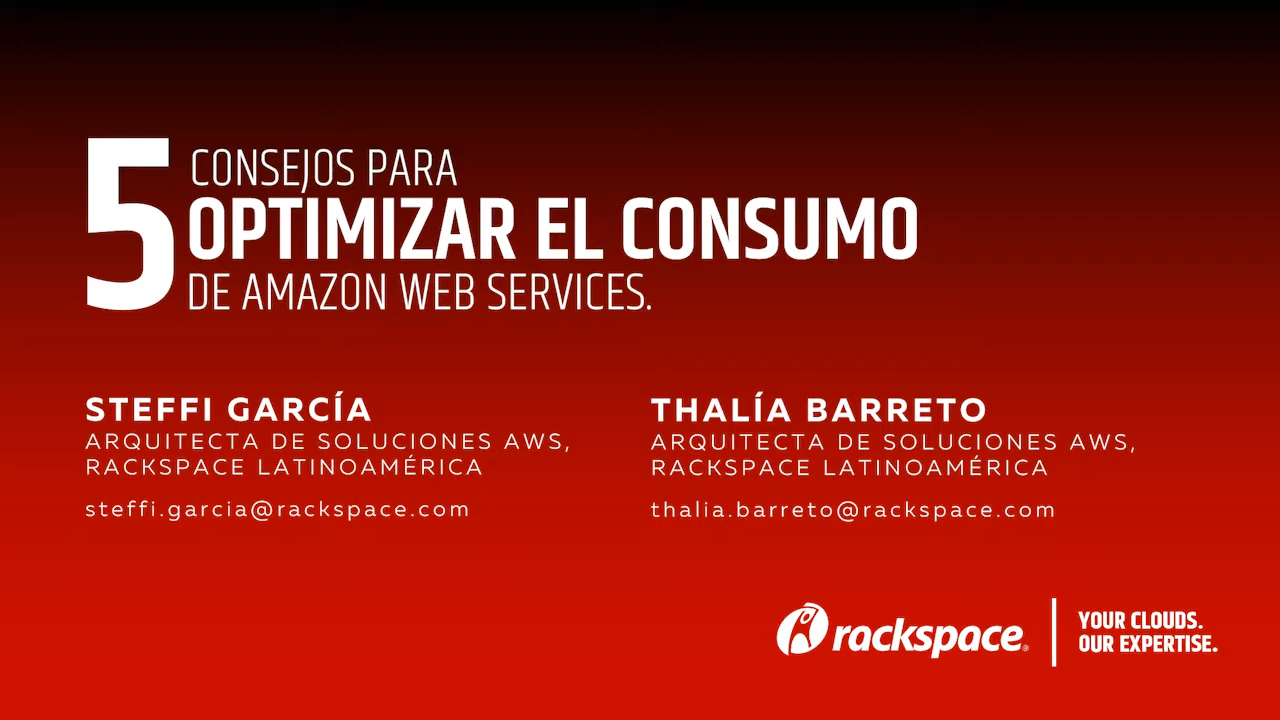 5 CONSEJOS PARA
OPTIMIZAR EL CONSUMO
DE AMAZON WEB SERVICES.
STEFFI GARCÍA
ARQUITECTA DE SOLUCIONES AWS,
RACKSPACE LATINOAMÉRICA
steffi.garcia@rackspace.com
THALÍA BARRETO
ARQUITECTA DE SOLUCIONES AWS,
RACKSPACE LATINOAMÉRICA
thalia.barreto@rackspace.com
rackspace®
YOUR CLOUDS.
OUR EXPERTISE.